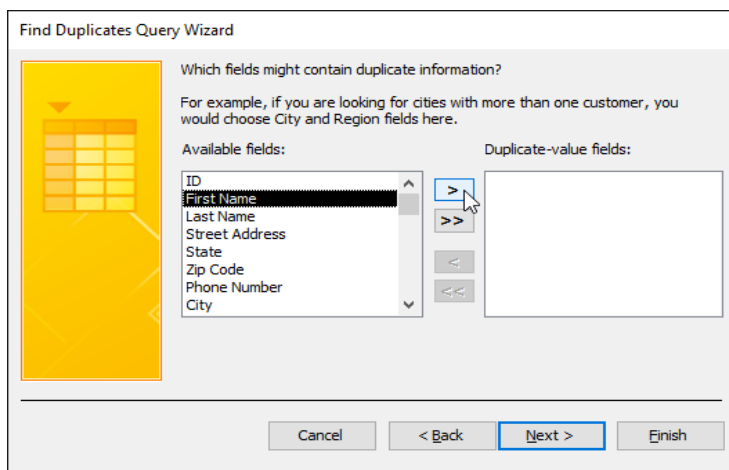 Find Duplicates Query Wizard
Which fields might contain duplicate information?
For example, if you are looking for cities with more than one customer, you
would choose City and Region fields here.
Available fields:
Duplicate-value fields:
ID
First Name
Last Name
Street Address
State
Zip Code
Phone Number
City
>
>>
<
<<
Cancel
< Back
Next >
Finish